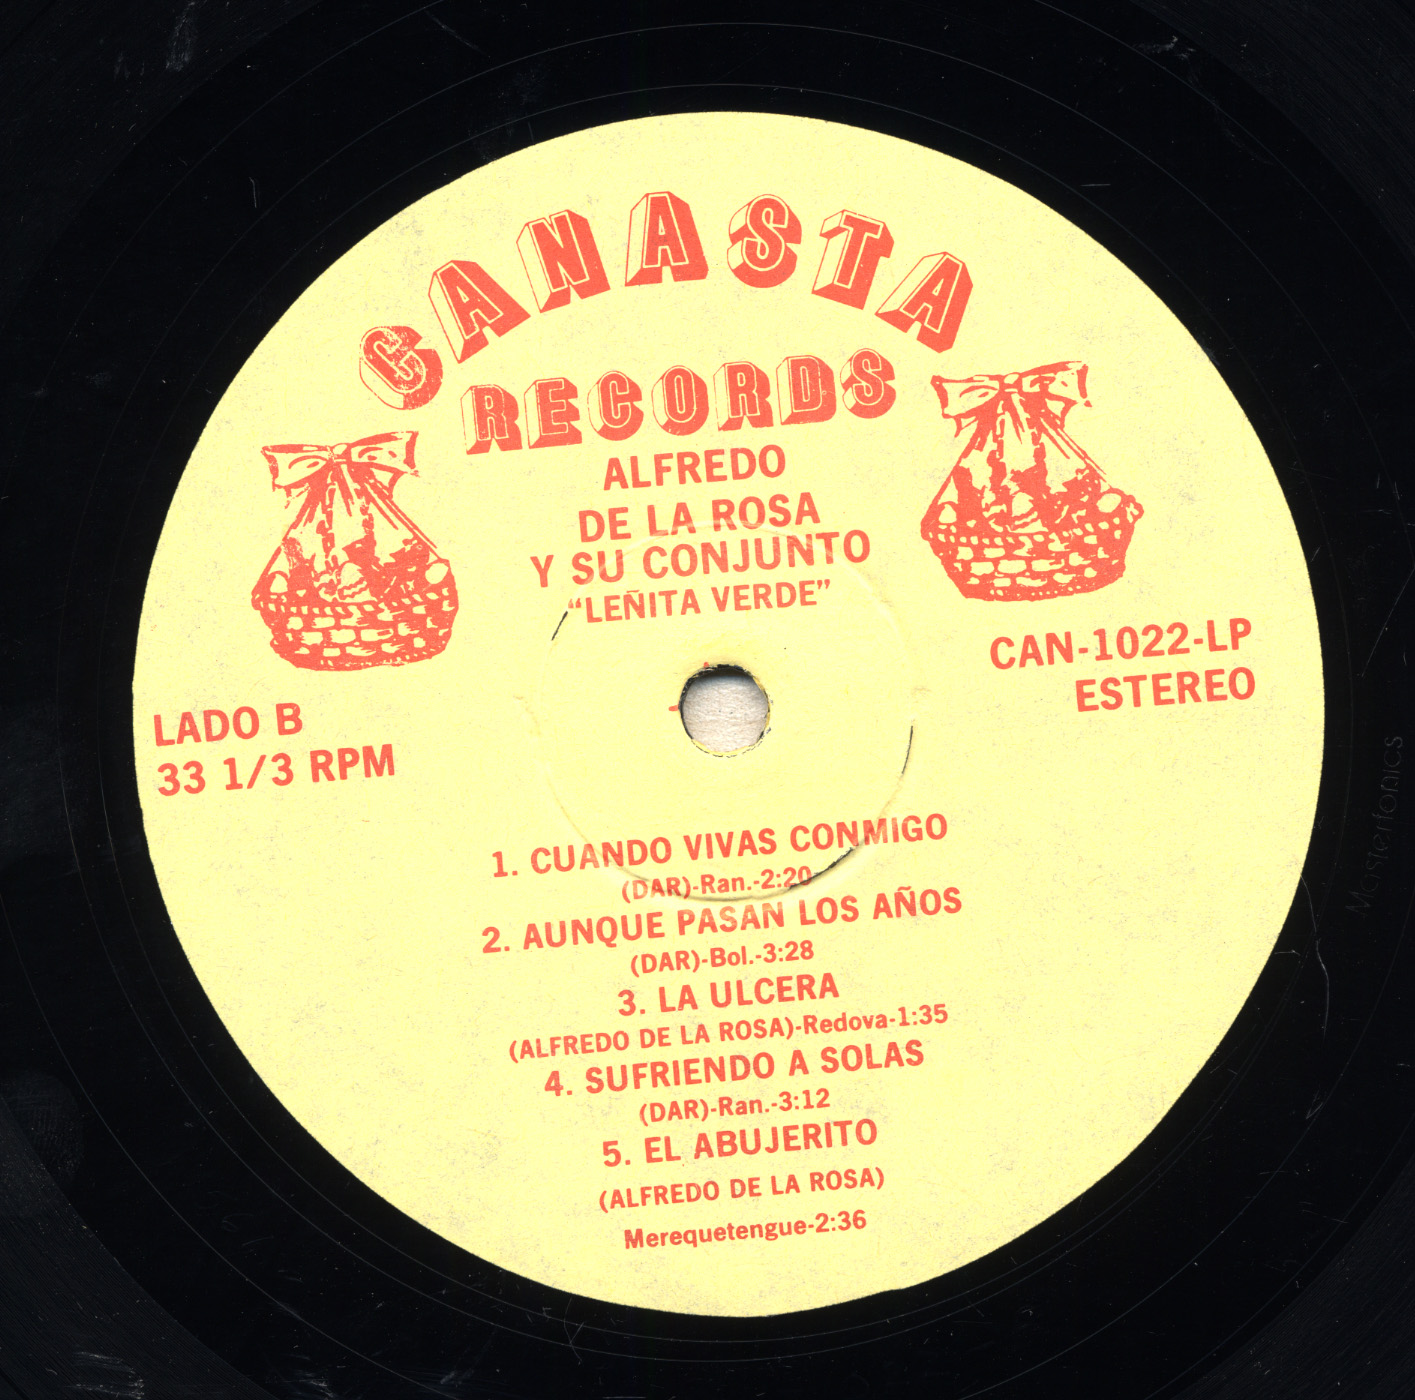 CANASTA
RECORDS
ALFREDO
DE LA ROSA
Y SU CONJUNTO
“LEÑITA VERDE”
CAN-1022-LP
ESTEREO
LADO B
33 1/3 RPM
1. CUANDO VIVAS CONMIGO
(DAR)-Ran.-2:20
2. AUNQUE PASAN LOS AÑOS
(DAR)-Bol.-3:28
3. LA ULCERA
(ALFREDO DE LA ROSA)-Redova-1:35
4. SUFRIENDO A SOLAS
(DAR)-Ran.-3:12
5. EL ABUJERITO
(ALFREDO DE LA ROSA)
Merequetengue-2:36
Masterfonics